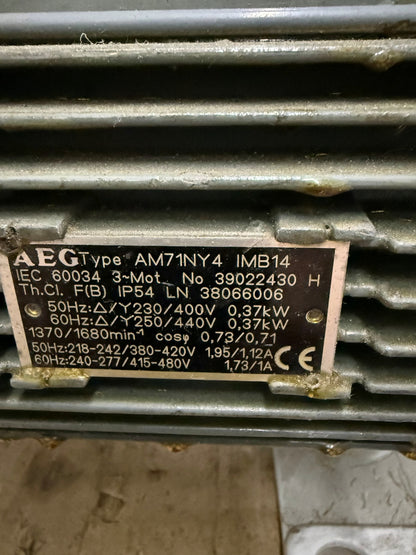 AEG Type AM71NY4 IMB14
IEC 60034 3~Mot. No 39022430 H
Th.Cl. F(B) IP54 LN 38066006
50Hz:Δ/Y230/400V 0,37kW
60Hz:Δ/Y250/440V 0,37kW
1370/1680min⁻¹ cosφ 0,73/0,71
50Hz:218-242/380-420V 1,95/1,12A
60Hz:240-277/415-480V 1,73/1A CE